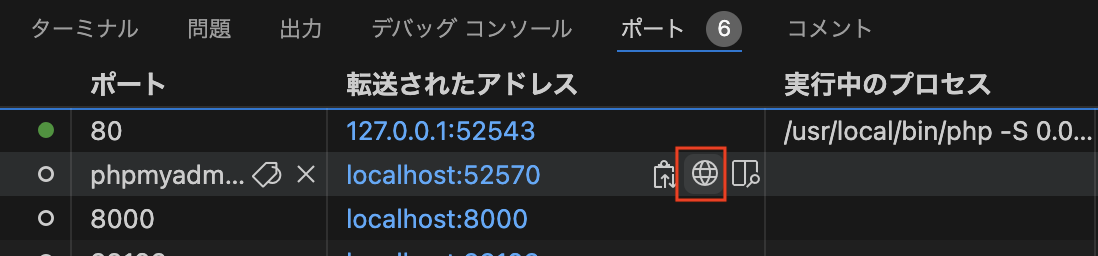 ターミナル 問題 出力 デバッグ コンソール ポート 6 コメント
ポート 転送されたアドレス 実行中のプロセス
80 127.0.0.1:52543 /usr/local/bin/php -S 0.0...
phpmyadm... localhost:52570
8000 localhost:8000